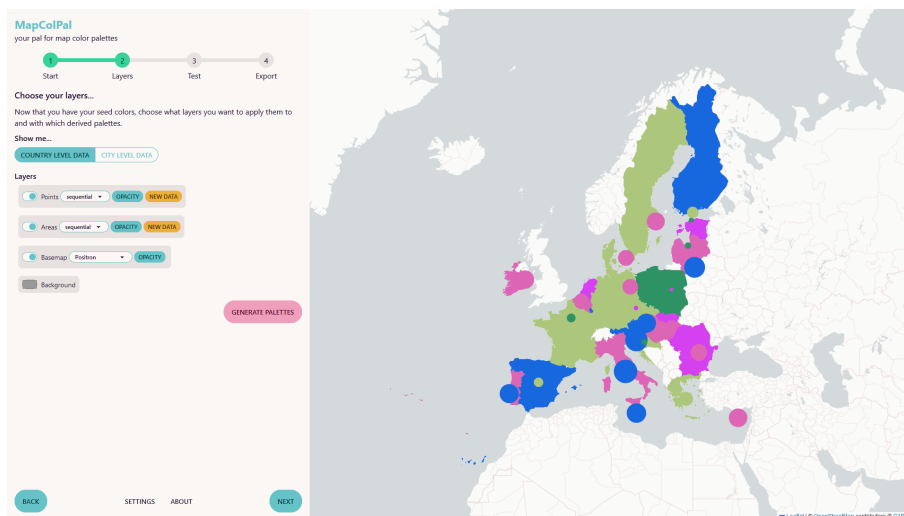 MapColPal
your pal for map color palettes
1 2 3 4
Start Layers Test Export
Choose your layers...
Now that you have your seed colors, choose what layers you want to apply them to
and with which derived palettes.
Show me...
COUNTRY LEVEL DATA CITY LEVEL DATA
Layers
Points sequential OPACITY NEW DATA
Areas sequential OPACITY NEW DATA
Basemap Positron OPACITY
Background
GENERATE PALETTES
BACK SETTINGS ABOUT NEXT